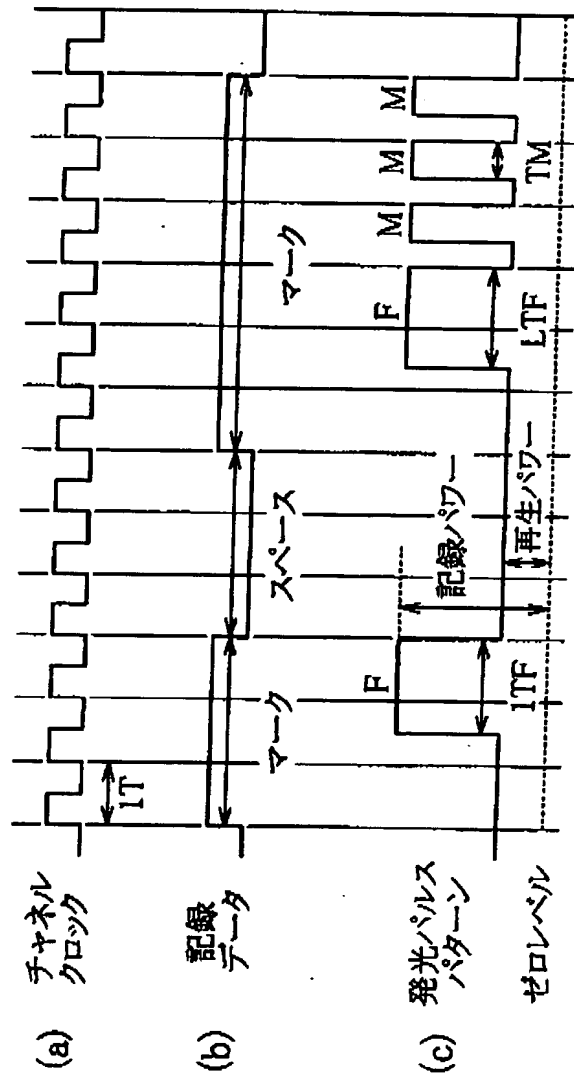 (a)
チャネル
クロック
1T
(b)
記録
データ
マーク
スペース
マーク
(c)
発光パルス
パターン
F
F
M
M
M
1TF
記録パワー
再生パワー
LTF
TM
ゼロレベル